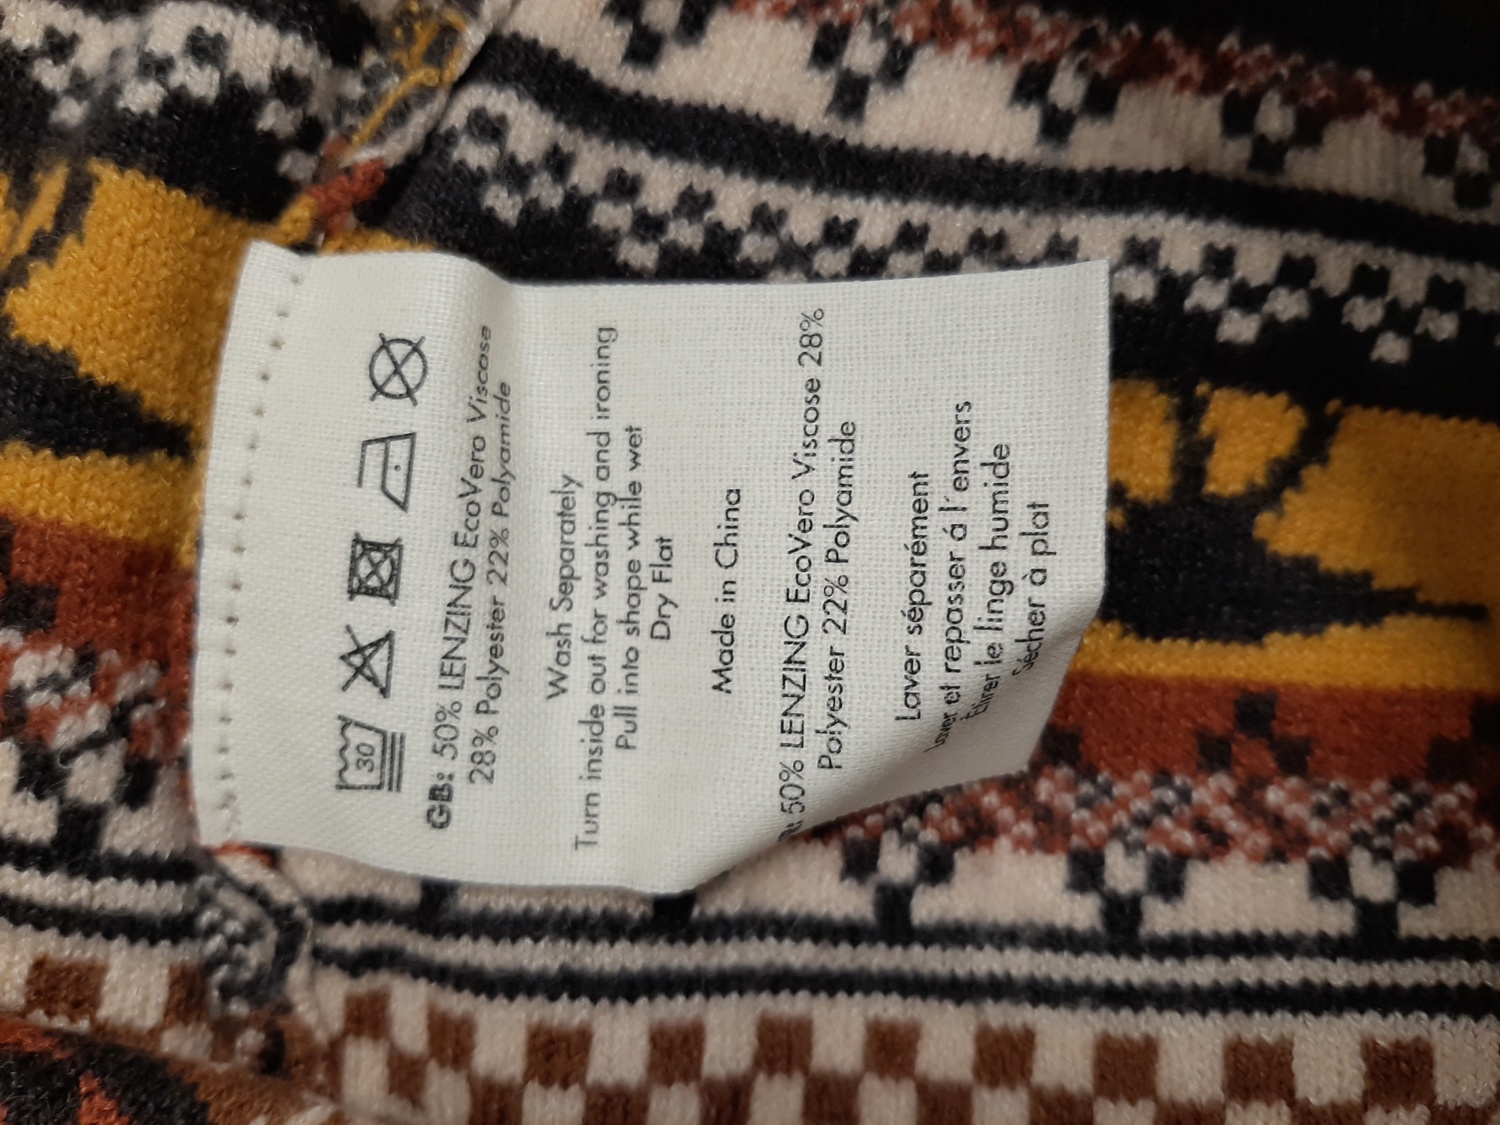 30
GB: 50% LENZING EcoVero Viscose
28% Polyester 22% Polyamide
Wash Separately
Turn inside out for washing and ironing
Pull into shape while wet
Dry Flat
Made in China
50% LENZING EcoVero Viscose 28%
Polyester 22% Polyamide
Laver séparément
Laver et repasser á l'envers
Étirer le linge humide
Sécher à plat